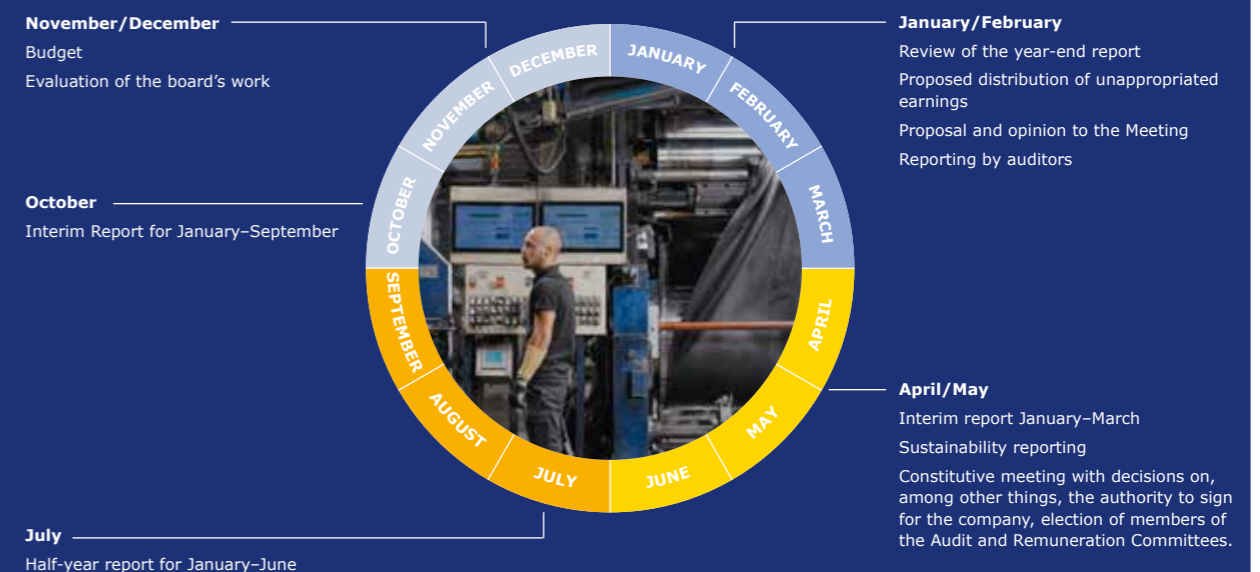 November/December
Budget
Evaluation of the board's work
October
Interim Report for January–September
July
Half-year report for January–June
DECEMBER
JANUARY
FEBRUARY
MARCH
APRIL
MAY
JUNE
JULY
AUGUST
SEPTEMBER
OCTOBER
NOVEMBER
January/February
Review of the year-end report
Proposed distribution of unappropriated
earnings
Proposal and opinion to the Meeting
Reporting by auditors
April/May
Interim report January–March
Sustainability reporting
Constitutive meeting with decisions on,
among other things, the authority to sign
for the company, election of members of
the Audit and Remuneration Committees.